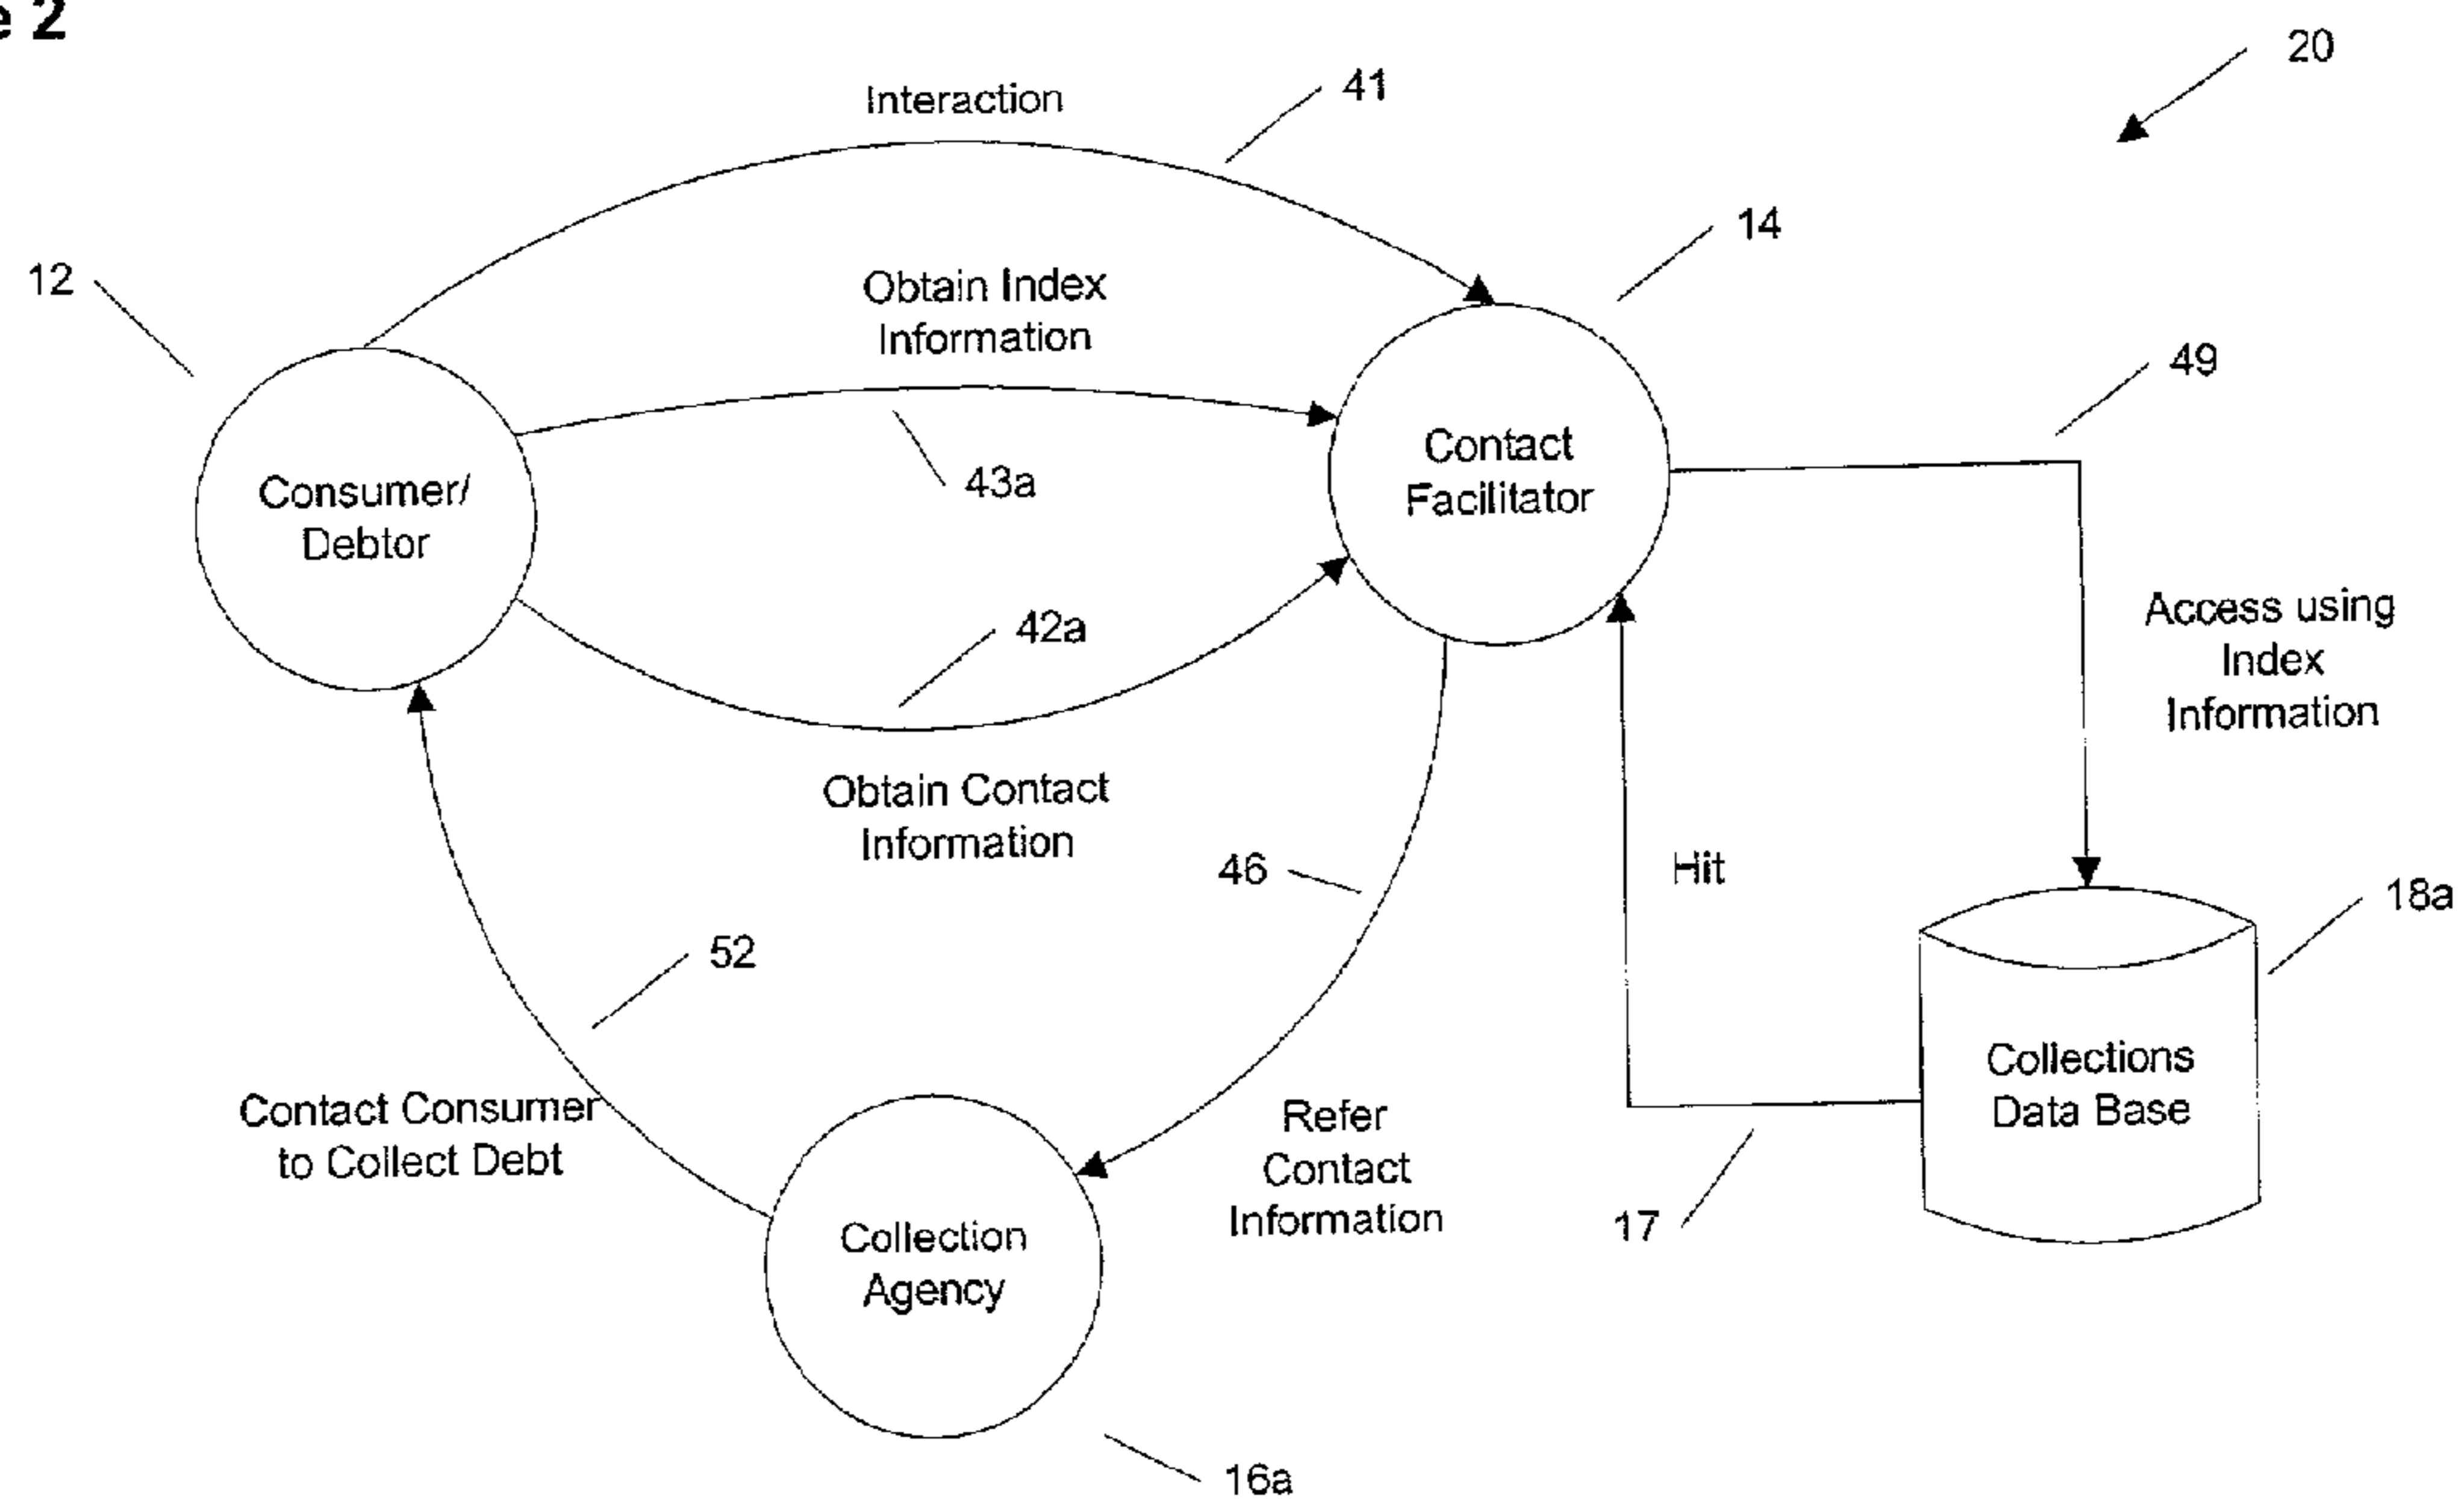 e 2
20
Interaction
41
14
12
Obtain Index
Information
49
Contact
Facilitator
43a
Consumer/
Debtor
42a
Access using
Index
Information
Obtain Contact
Information
46
Hit
18a
52
Collections
Data Base
Contact Consumer
to Collect Debt
Refer
Contact
Information
17
Collection
Agency
16a